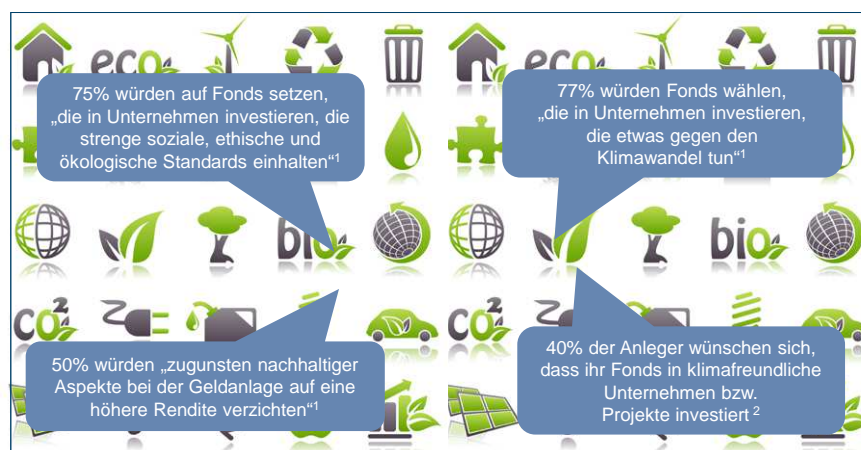 eco
eco
75% würden auf Fonds setzen,
„die in Unternehmen investieren, die
strenge soziale, ethische und
ökologische Standards einhalten“¹
77% würden Fonds wählen,
„die in Unternehmen investieren,
die etwas gegen den
Klimawandel tun“¹
bio
bio
co²
co²
50% würden „zugunsten nachhaltiger
Aspekte bei der Geldanlage auf eine
höhere Rendite verzichten“¹
40% der Anleger wünschen sich,
dass ihr Fonds in klimafreundliche
Unternehmen bzw.
Projekte investiert ²